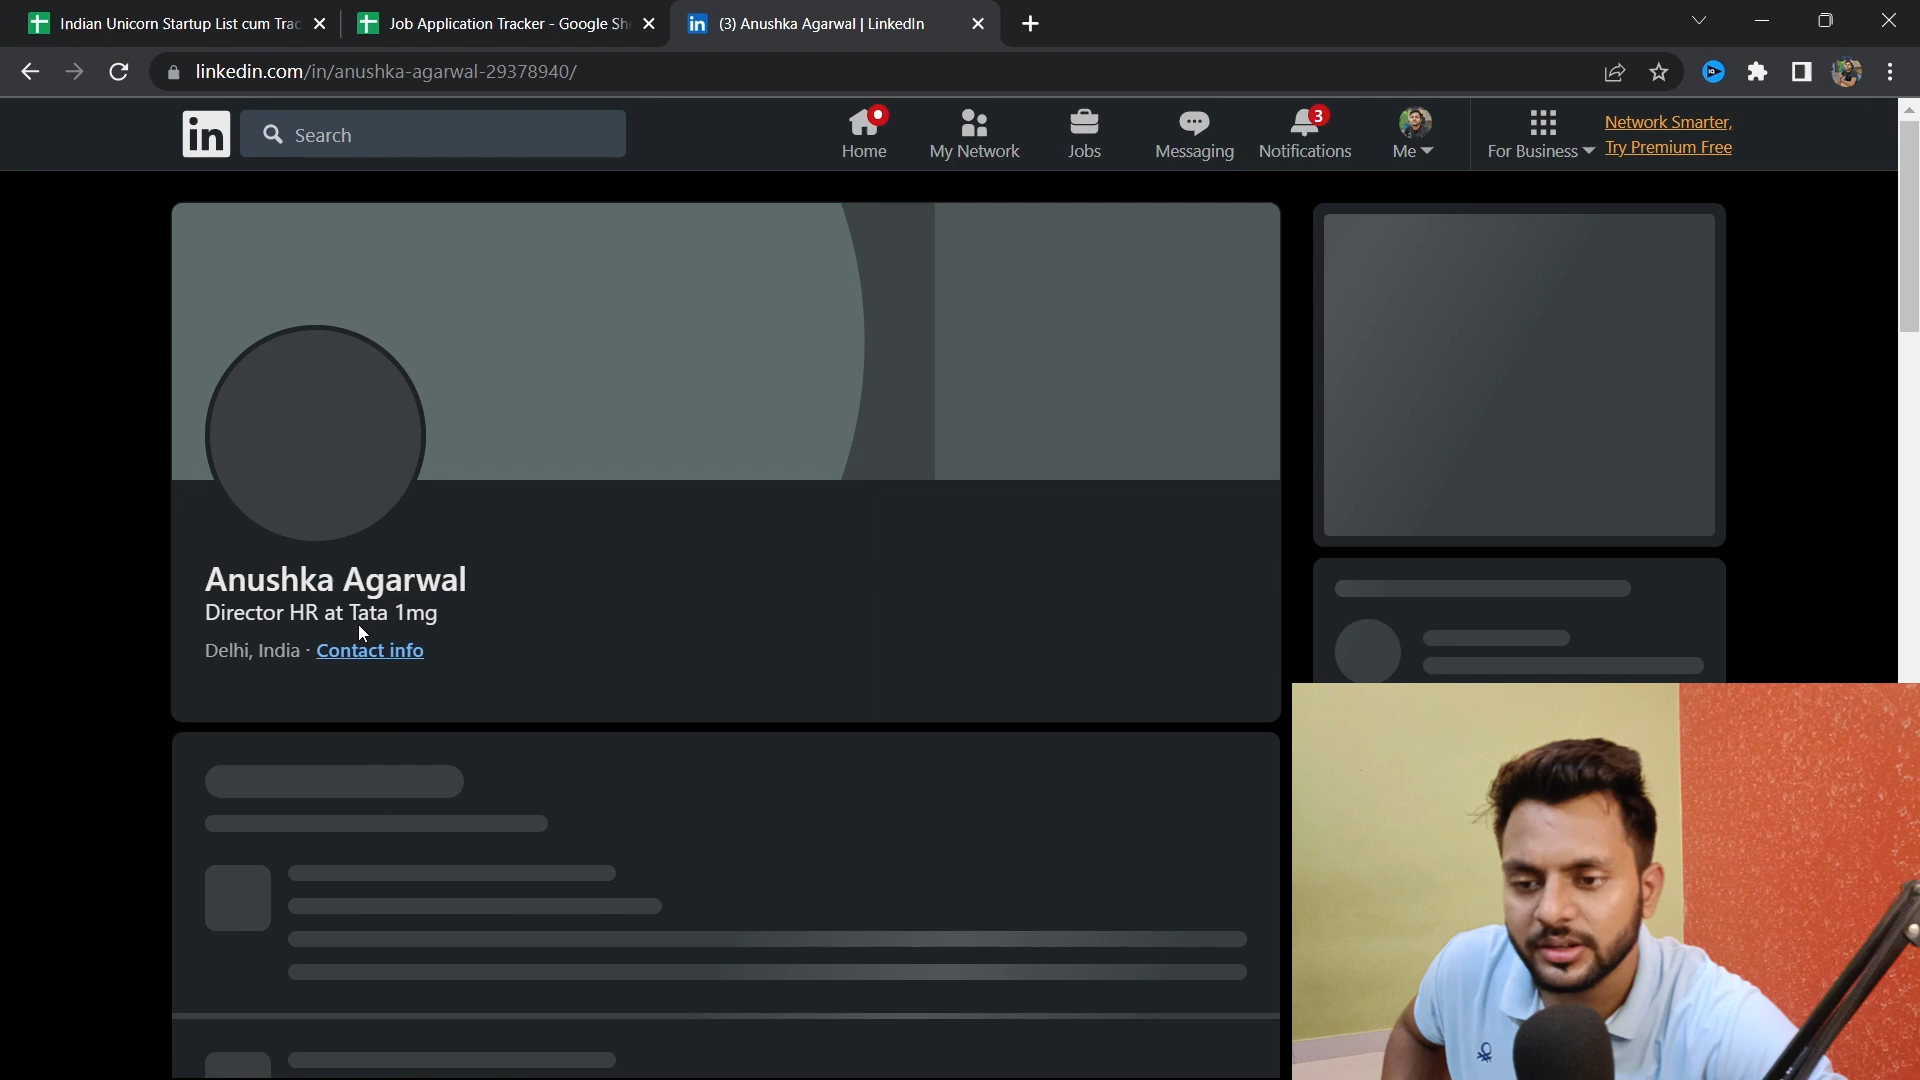 Indian Unicorn Startup List cum Trac
Job Application Tracker - Google She
in (3) Anushka Agarwal | LinkedIn
linkedin.com/in/anushka-agarwal-29378940/
in
Search
Home
My Network
Jobs
Messaging
3
Notifications
Me
For Business
Network Smarter,
Try Premium Free
Anushka Agarwal
Director HR at Tata 1mg
Delhi, India · Contact info